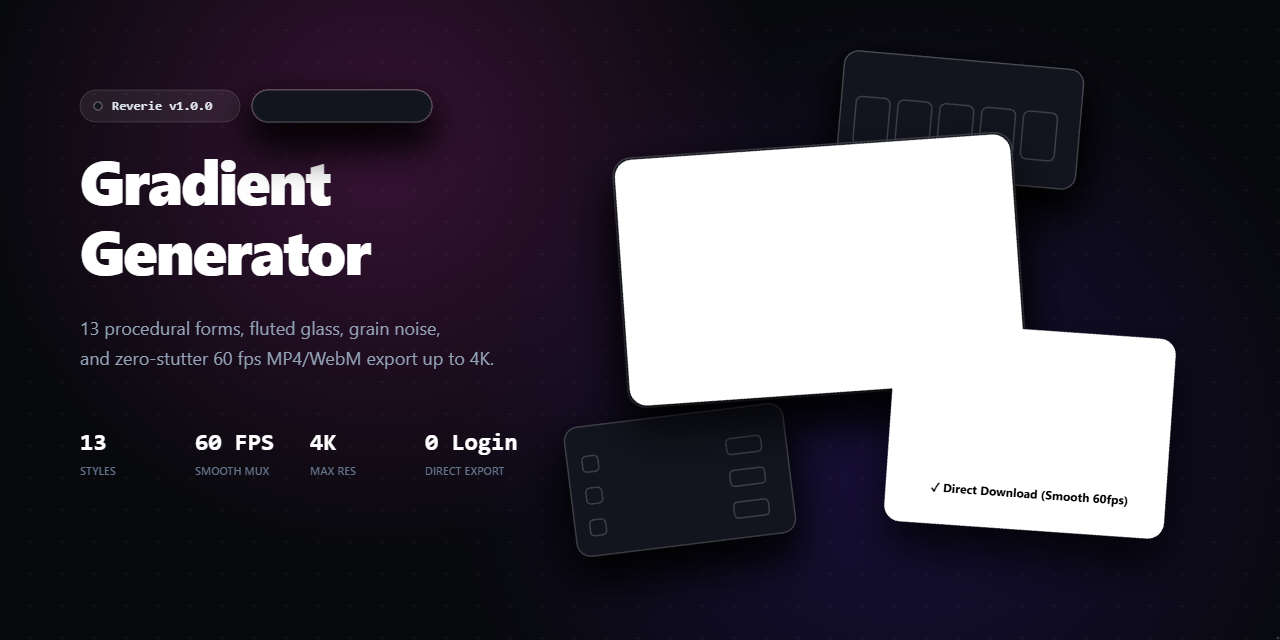 Reverie v1.0.0
Gradient
Generator
13 procedural forms, fluted glass, grain noise,
and zero-stutter 60 fps MP4/WebM export up to 4K.
13
STYLES
60 FPS
SMOOTH MUX
4K
MAX RES
0 Login
DIRECT EXPORT
✓ Direct Download (Smooth 60fps)